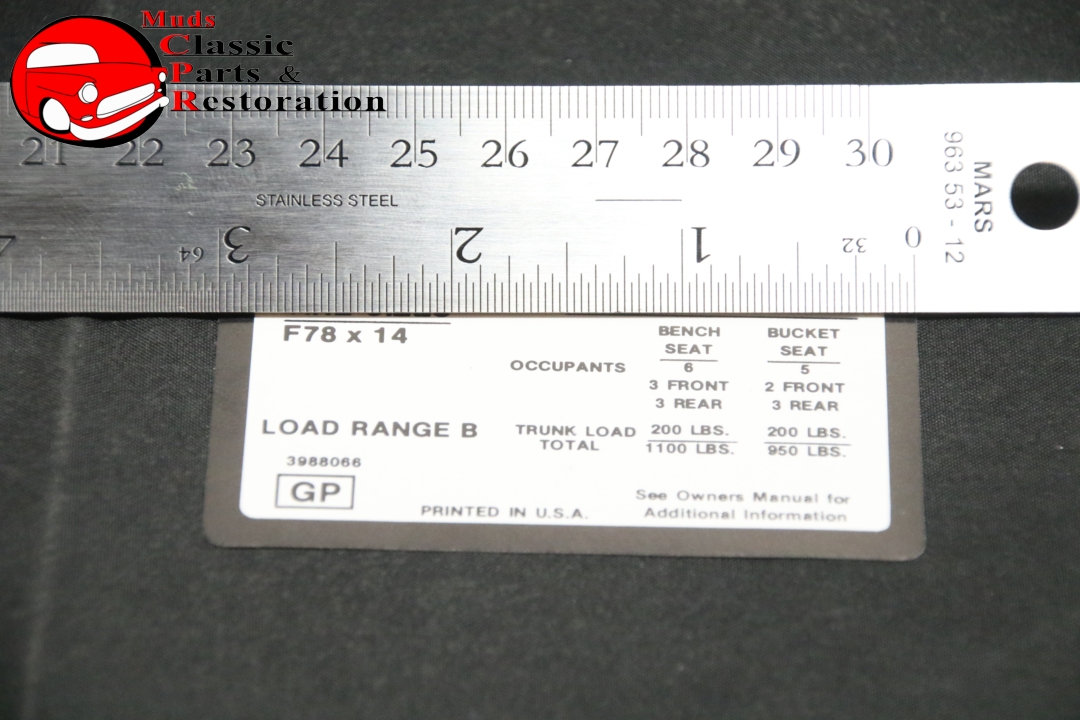 Muds
Classic
Parts &
Restoration
21 22 23 24 25 26 27 28 29 30
STAINLESS STEEL
MARS
963 53 - 12
64 3 2 1 32 0
F78 x 14
BENCH SEAT BUCKET SEAT
OCCUPANTS 6 5
3 FRONT 2 FRONT
3 REAR 3 REAR
LOAD RANGE B
TRUNK LOAD 200 LBS. 200 LBS.
TOTAL 1100 LBS. 950 LBS.
3988066
GP
PRINTED IN U.S.A.
See Owners Manual for
Additional Information